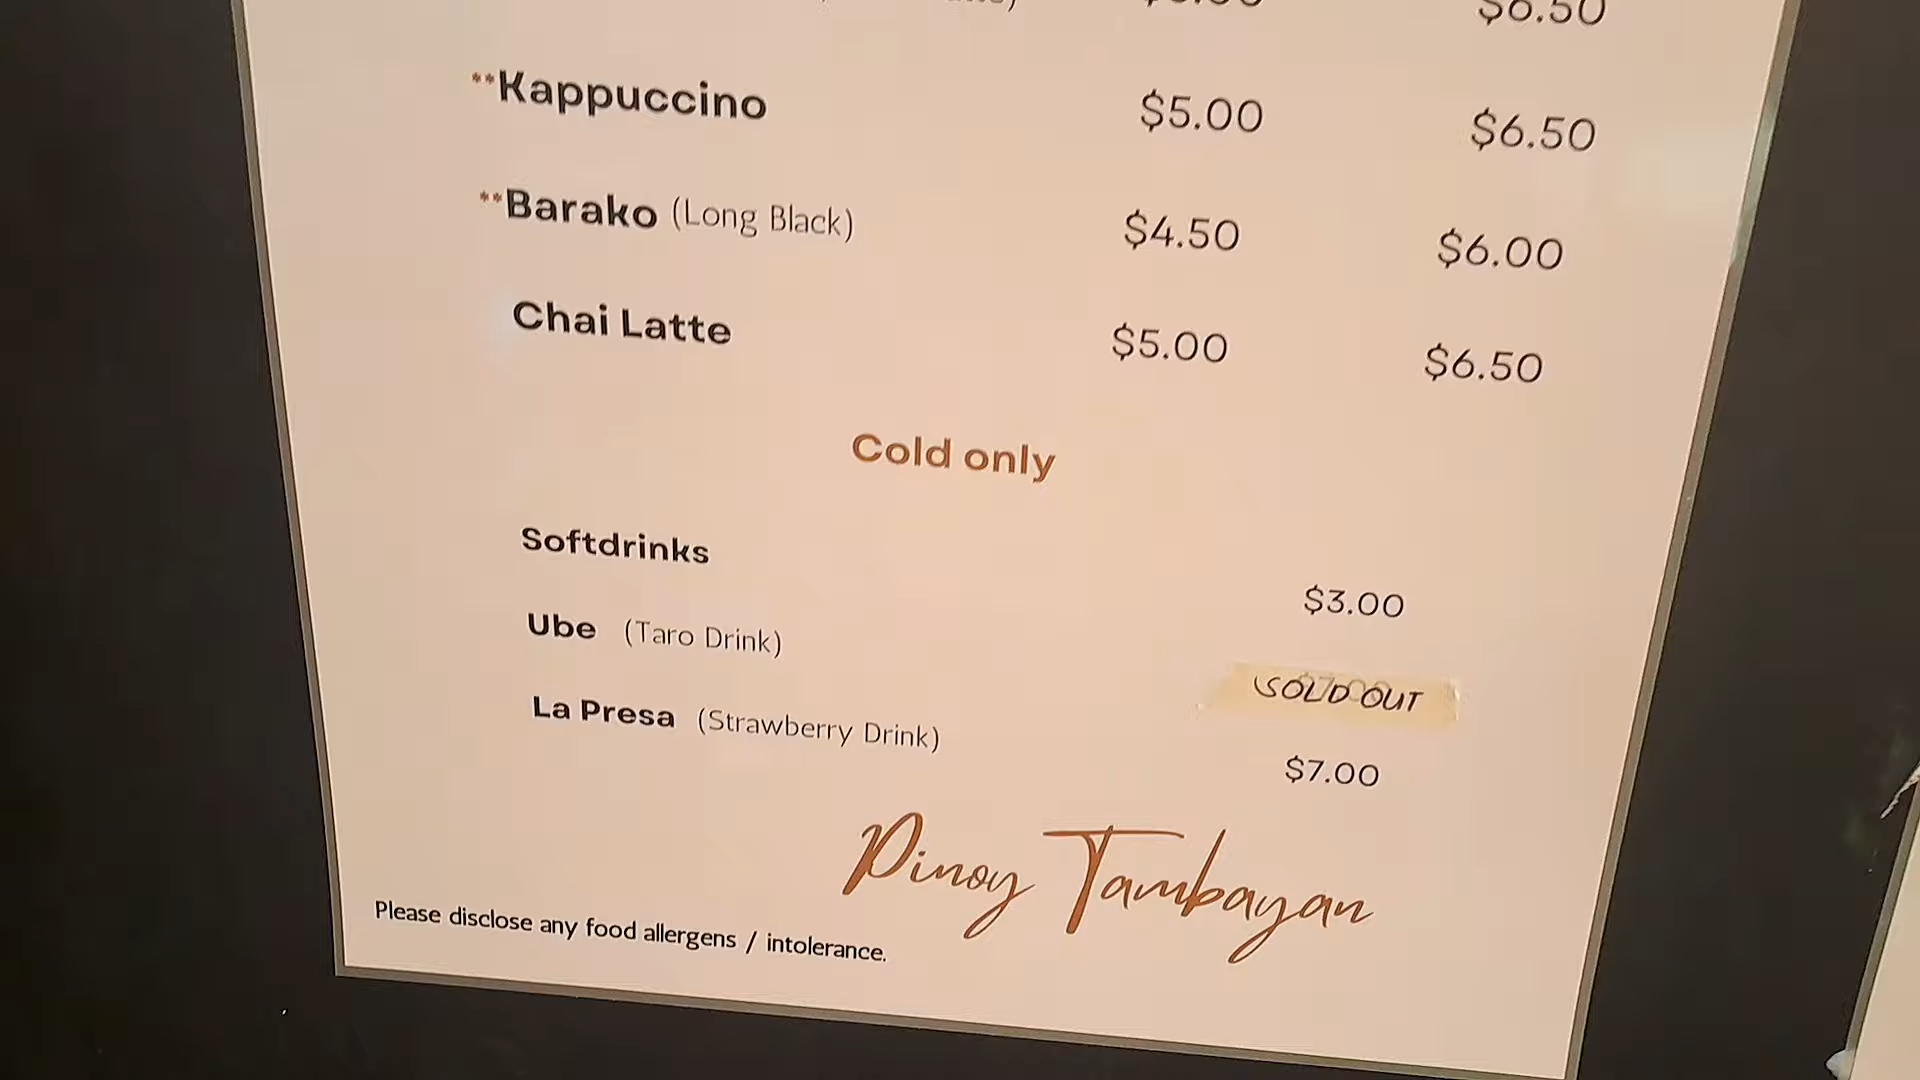 $6.50
**Kappuccino $5.00 $6.50
**Barako (Long Black) $4.50 $6.00
Chai Latte $5.00 $6.50
Cold only
Softdrinks $3.00
Ube (Taro Drink) SOLD OUT
La Presa (Strawberry Drink) $7.00
Pinoy Tambayan
Please disclose any food allergens / intolerance.